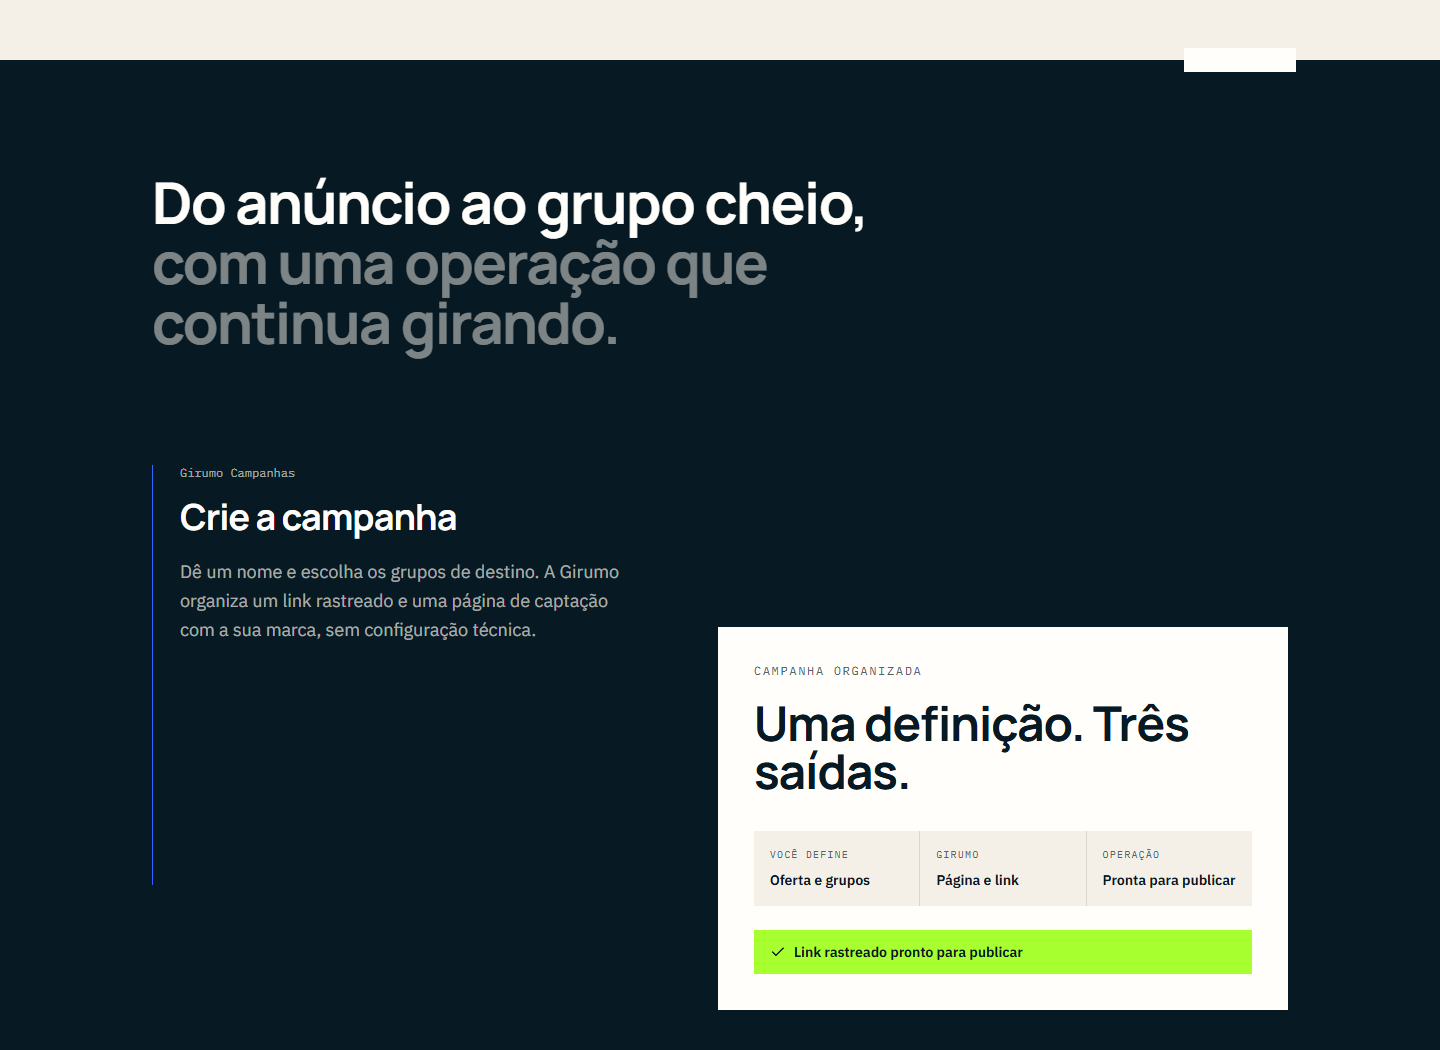 Do anúncio ao grupo cheio,
com uma operação que
continua girando.
Girumo Campanhas
Crie a campanha
Dê um nome e escolha os grupos de destino. A Girumo
organiza um link rastreado e uma página de captação
com a sua marca, sem configuração técnica.
CAMPANHA ORGANIZADA
Uma definição. Três
saídas.
VOCÊ DEFINE
Oferta e grupos
GIRUMO
Página e link
OPERAÇÃO
Pronta para publicar
Link rastreado pronto para publicar